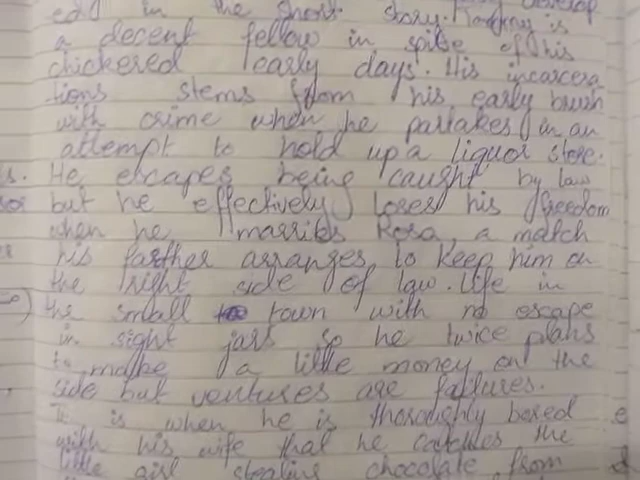 ed in the short story. is
a decent fellow in spite of his
chickered early days. His incarcera
tions stems from his early brush
with crime when he partakes in an
attempt to hold up a liquor store.
s. He escapes being caught by law
but he effectively loses his freedom
when he marries Rosa, a match
his farther arranges to keep him on
the right side of law. life in
the small town with no escape
in sight jars so he twice plans
to make a little money on the
side but ventures are failures.
It is when he is thoroughly bored e
with his wife that he catches the
little girl stealing chocolate from